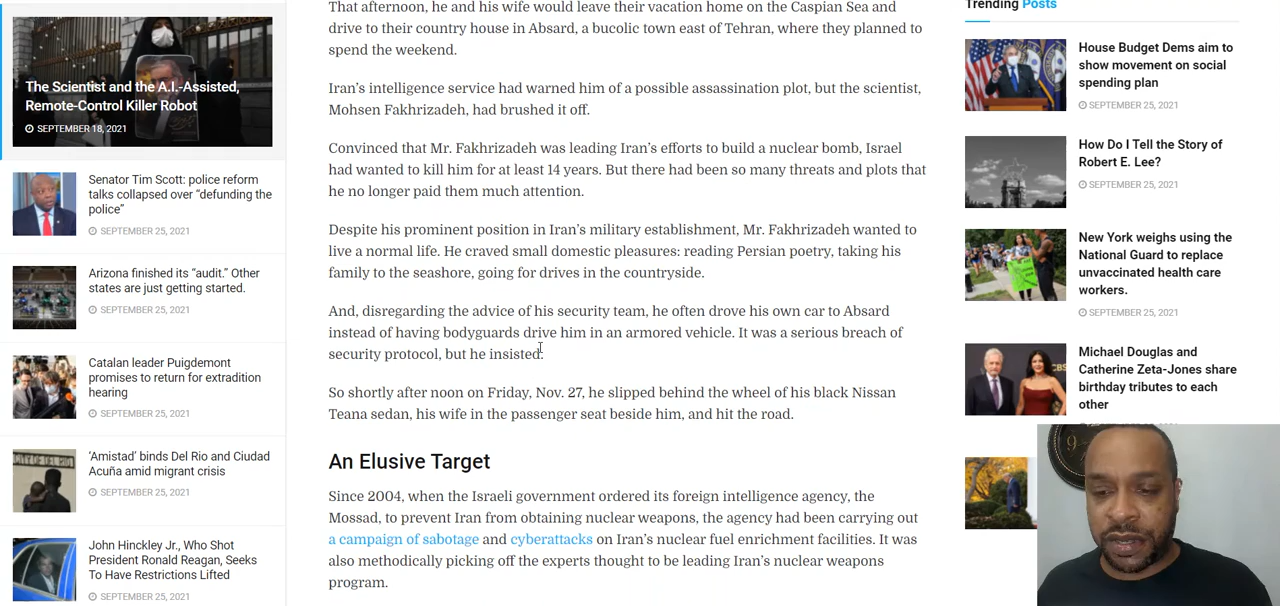 The Scientist and the A.I.-Assisted,
Remote-Control Killer Robot
SEPTEMBER 18, 2021
Senator Tim Scott: police reform
talks collapsed over “defunding the
police”
SEPTEMBER 25, 2021
Arizona finished its “audit.” Other
states are just getting started.
SEPTEMBER 25, 2021
Catalan leader Puigdemont
promises to return for extradition
hearing
SEPTEMBER 25, 2021
‘Amistad’ binds Del Rio and Ciudad
Acuña amid migrant crisis
SEPTEMBER 25, 2021
John Hinckley Jr., Who Shot
President Ronald Reagan, Seeks
To Have Restrictions Lifted
SEPTEMBER 25, 2021
That afternoon, he and his wife would leave their vacation home on the Caspian Sea and
drive to their country house in Absard, a bucolic town east of Tehran, where they planned to
spend the weekend.
Iran’s intelligence service had warned him of a possible assassination plot, but the scientist,
Mohsen Fakhrizadeh, had brushed it off.
Convinced that Mr. Fakhrizadeh was leading Iran’s efforts to build a nuclear bomb, Israel
had wanted to kill him for at least 14 years. But there had been so many threats and plots that
he no longer paid them much attention.
Despite his prominent position in Iran’s military establishment, Mr. Fakhrizadeh wanted to
live a normal life. He craved small domestic pleasures: reading Persian poetry, taking his
family to the seashore, going for drives in the countryside.
And, disregarding the advice of his security team, he often drove his own car to Absard
instead of having bodyguards drive him in an armored vehicle. It was a serious breach of
security protocol, but he insisted.
So shortly after noon on Friday, Nov. 27, he slipped behind the wheel of his black Nissan
Teana sedan, his wife in the passenger seat beside him, and hit the road.
An Elusive Target
Since 2004, when the Israeli government ordered its foreign intelligence agency, the
Mossad, to prevent Iran from obtaining nuclear weapons, the agency had been carrying out
a campaign of sabotage and cyberattacks on Iran’s nuclear fuel enrichment facilities. It was
also methodically picking off the experts thought to be leading Iran’s nuclear weapons
program.
Trending Posts
House Budget Dems aim to
show movement on social
spending plan
SEPTEMBER 25, 2021
How Do I Tell the Story of
Robert E. Lee?
SEPTEMBER 25, 2021
New York weighs using the
National Guard to replace
unvaccinated health care
workers.
SEPTEMBER 25, 2021
Michael Douglas and
Catherine Zeta-Jones share
birthday tributes to each
other